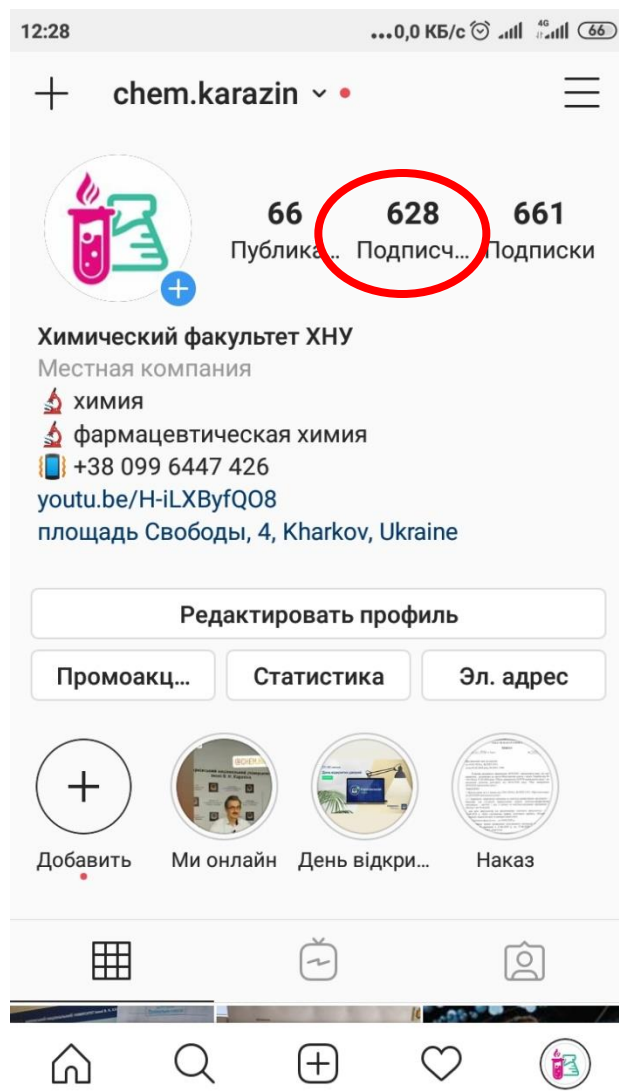 12:28 ...0,0 КБ/с 4G 66
chem.karazin
66 628 661
Публика... Подписч... Подписки
Химический факультет ХНУ
Местная компания
химия
фармацевтическая химия
+38 099 6447 426
youtu.be/H-iLXByfQO8
площадь Свободы, 4, Kharkov, Ukraine
Редактировать профиль
Промоакц... Статистика Эл. адрес
Добавить Ми онлайн День відкри... Наказ